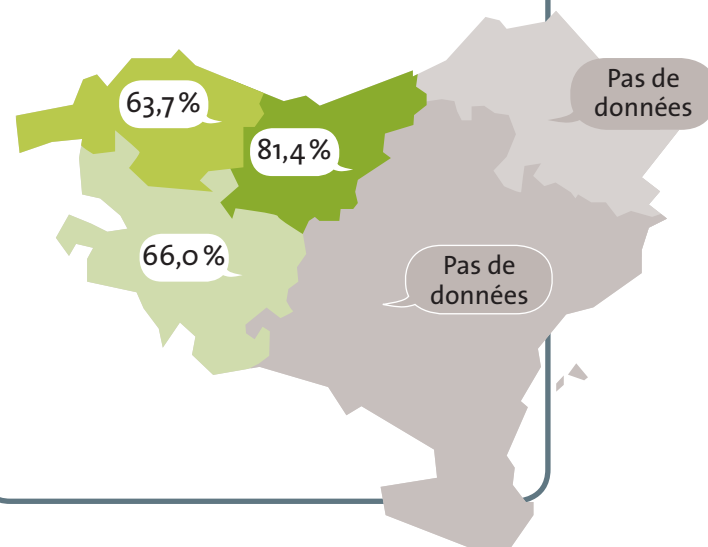 Pas de
données
63,7 %
81,4 %
66,0 %
Pas de
données